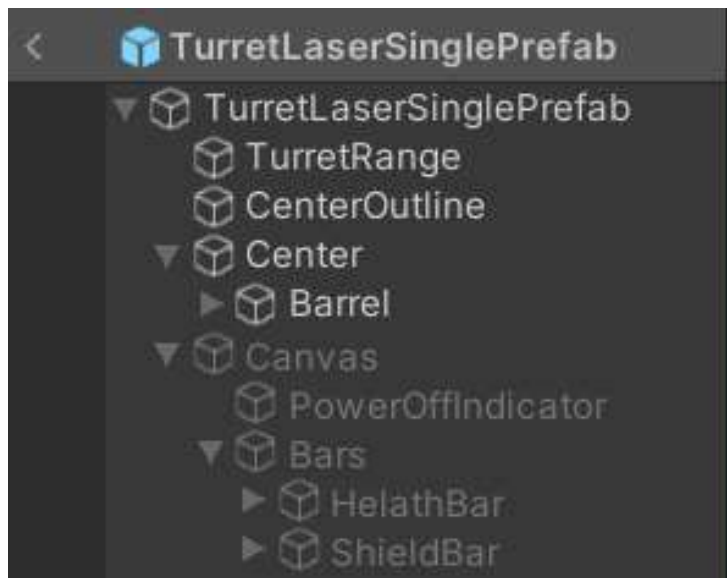 TurretLaserSinglePrefab
TurretLaserSinglePrefab
TurretRange
CenterOutline
Center
Barrel
Canvas
PowerOffIndicator
Bars
HelathBar
ShieldBar